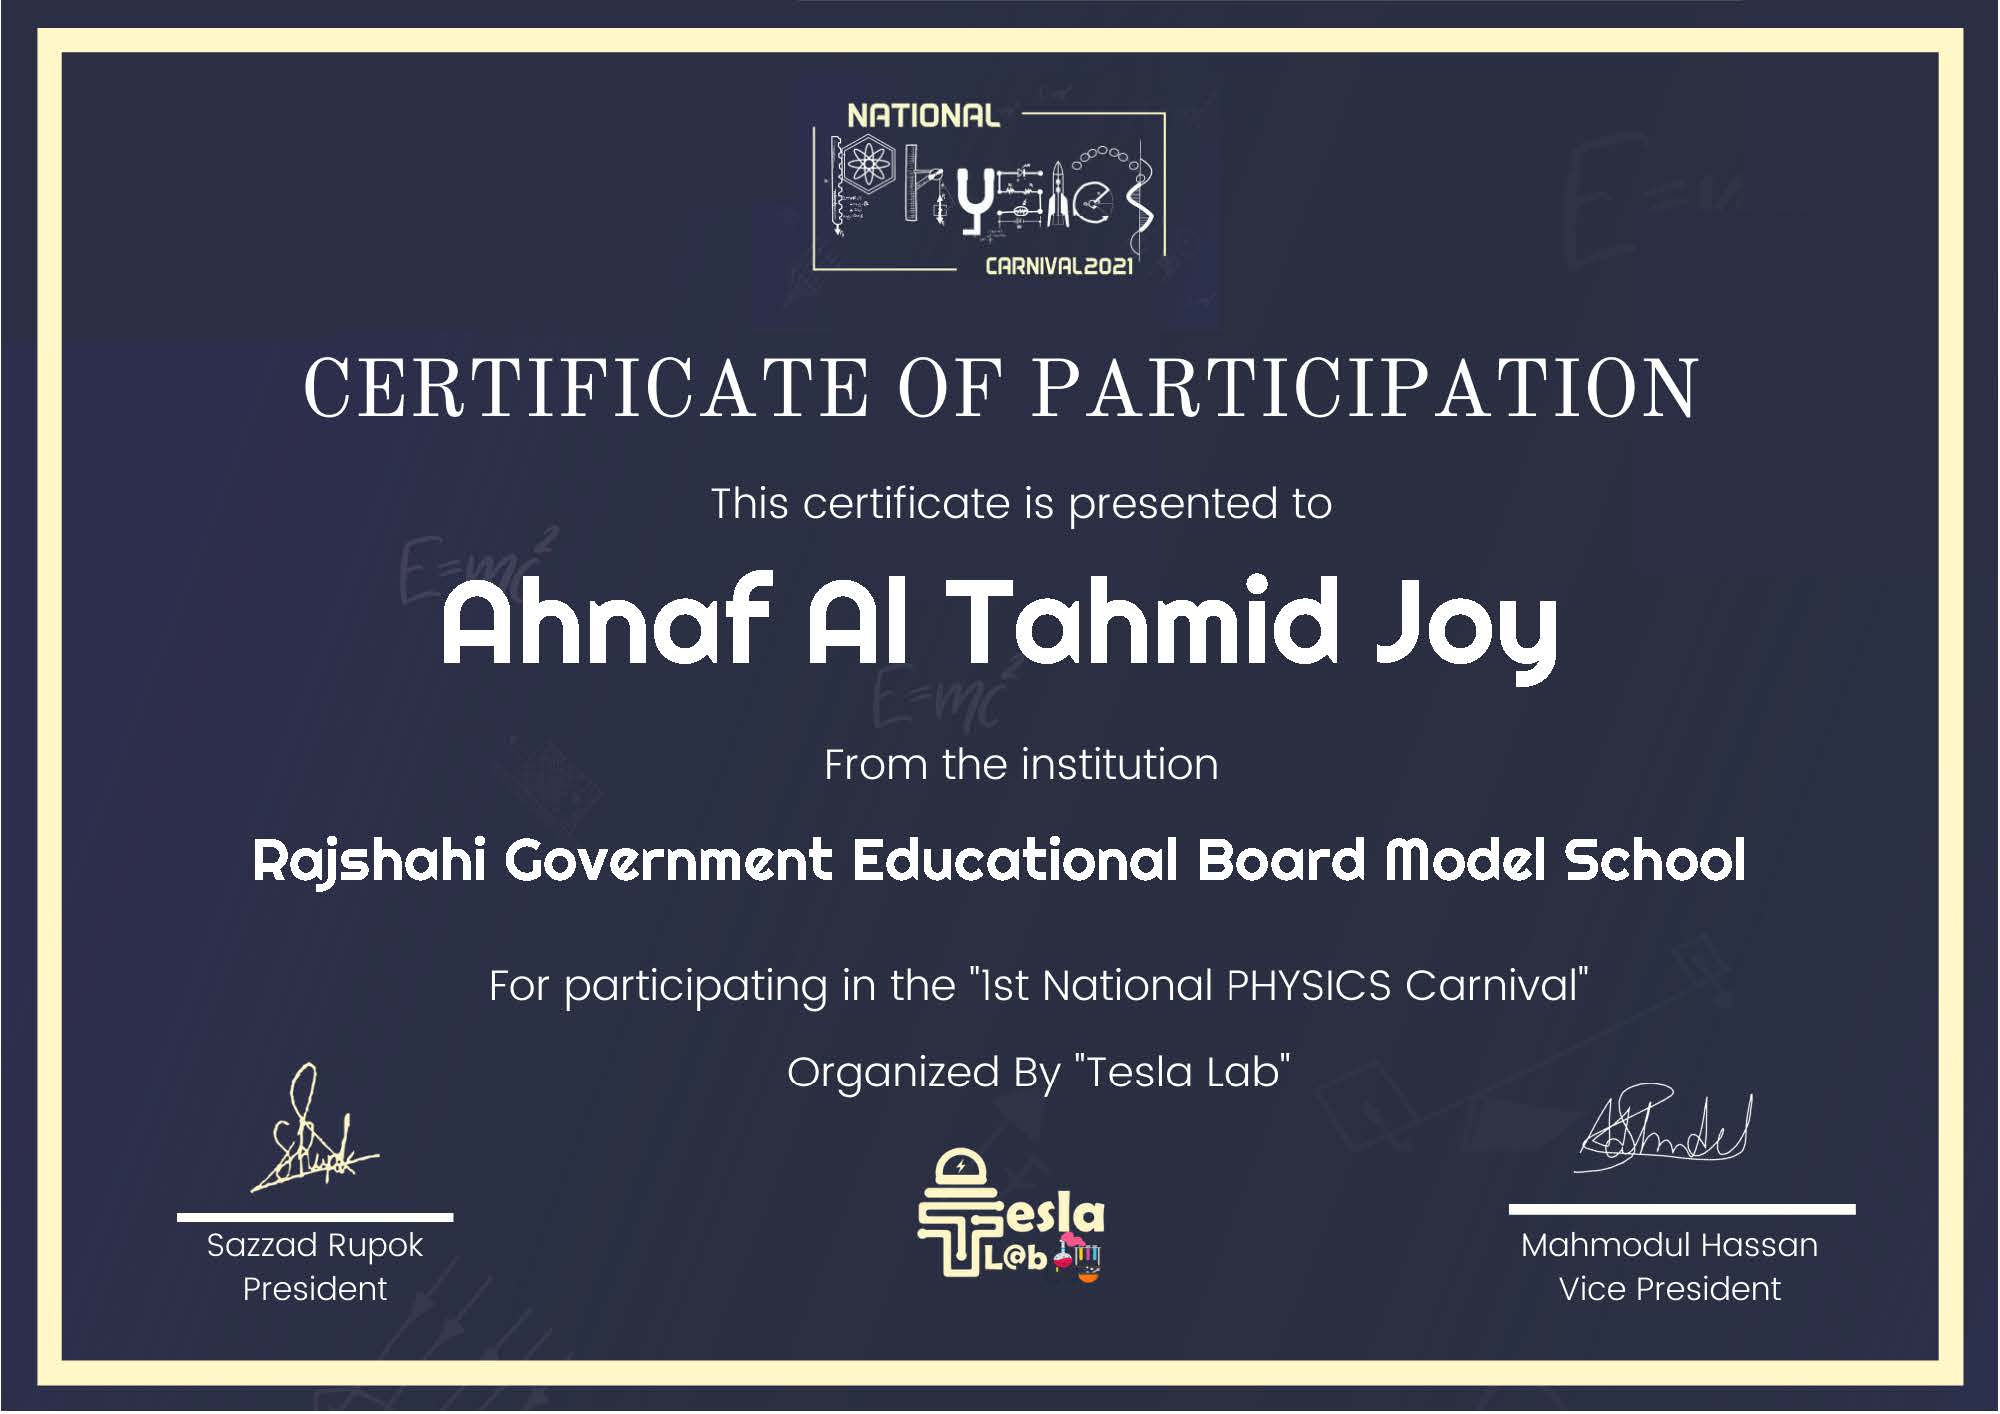 NATIONAL
Physics
CARNIVAL2021
CERTIFICATE OF PARTICIPATION
This certificate is presented to
E=mc²
Ahnaf Al Tahmid Joy
E=mc²
From the institution
Rajshahi Government Educational Board Model School
For participating in the "1st National PHYSICS Carnival"
Organized By "Tesla Lab"
Tesla
L@b
Sazzad Rupok
President
Mahmodul Hassan
Vice President